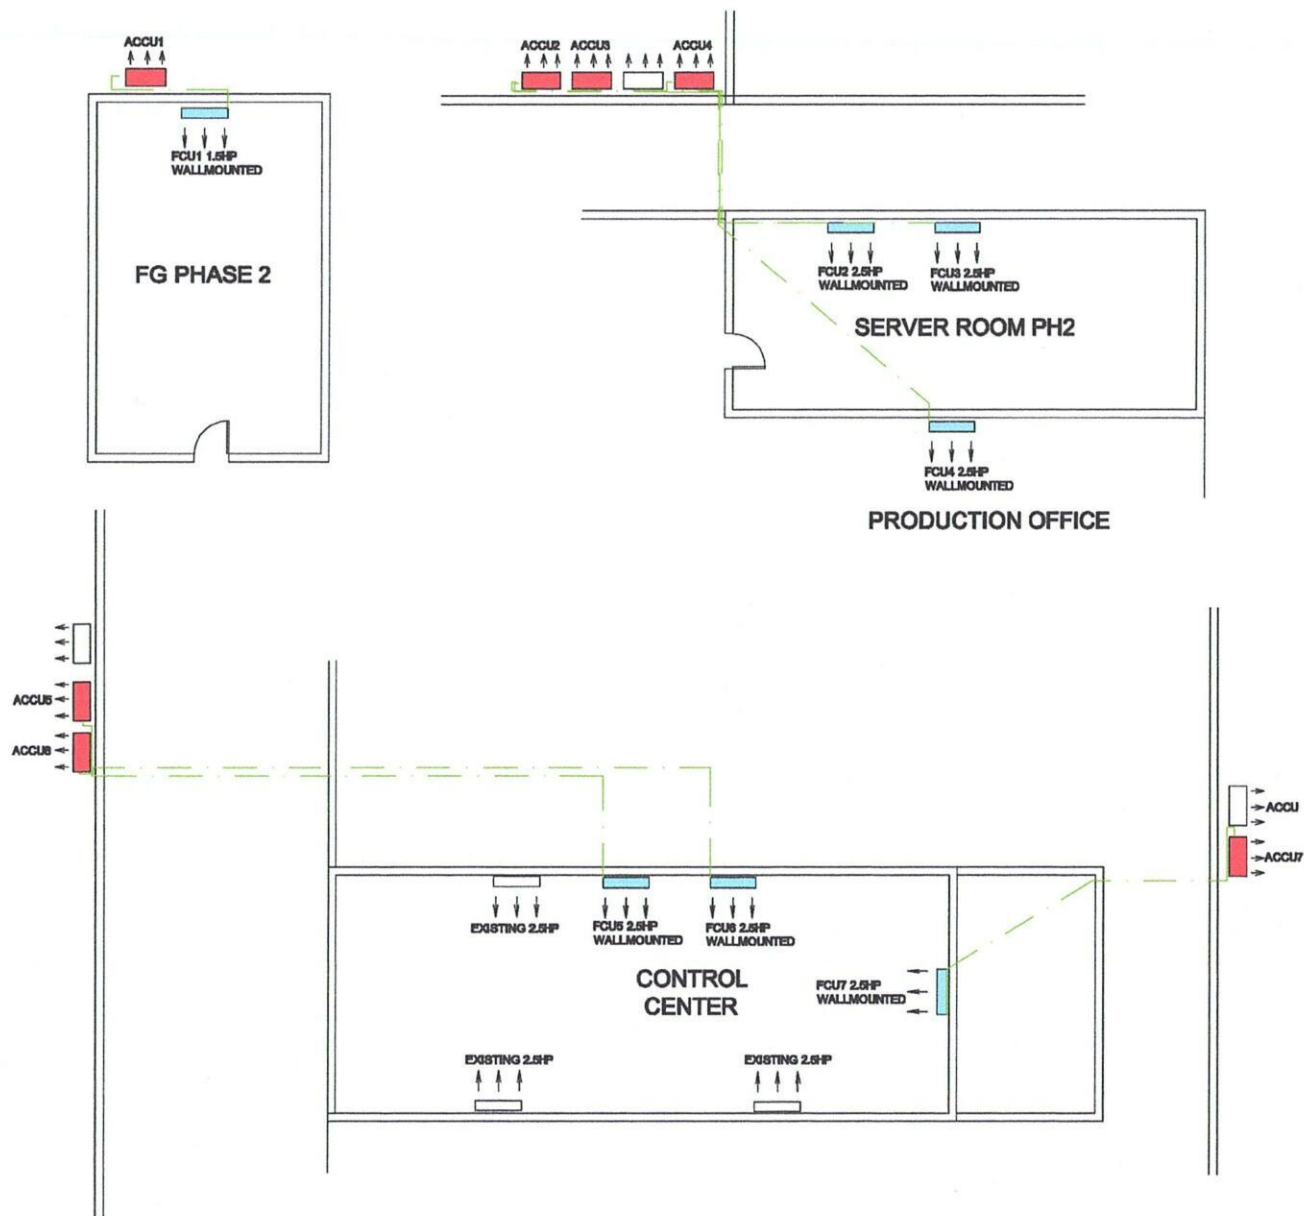 ACCU1
ACCU2
ACCU3
ACCU4
FCU1 1.5HP
WALLMOUNTED
FG PHASE 2
FCU2 2.5HP
WALLMOUNTED
FCU3 2.5HP
WALLMOUNTED
SERVER ROOM PH2
FCU4 2.5HP
WALLMOUNTED
PRODUCTION OFFICE
ACCU5
ACCU6
ACCU
ACCU7
EXISTING 2.5HP
FCU5 2.5HP
WALLMOUNTED
FCU6 2.5HP
WALLMOUNTED
CONTROL
CENTER
FCU7 2.5HP
WALLMOUNTED
EXISTING 2.5HP
EXISTING 2.5HP